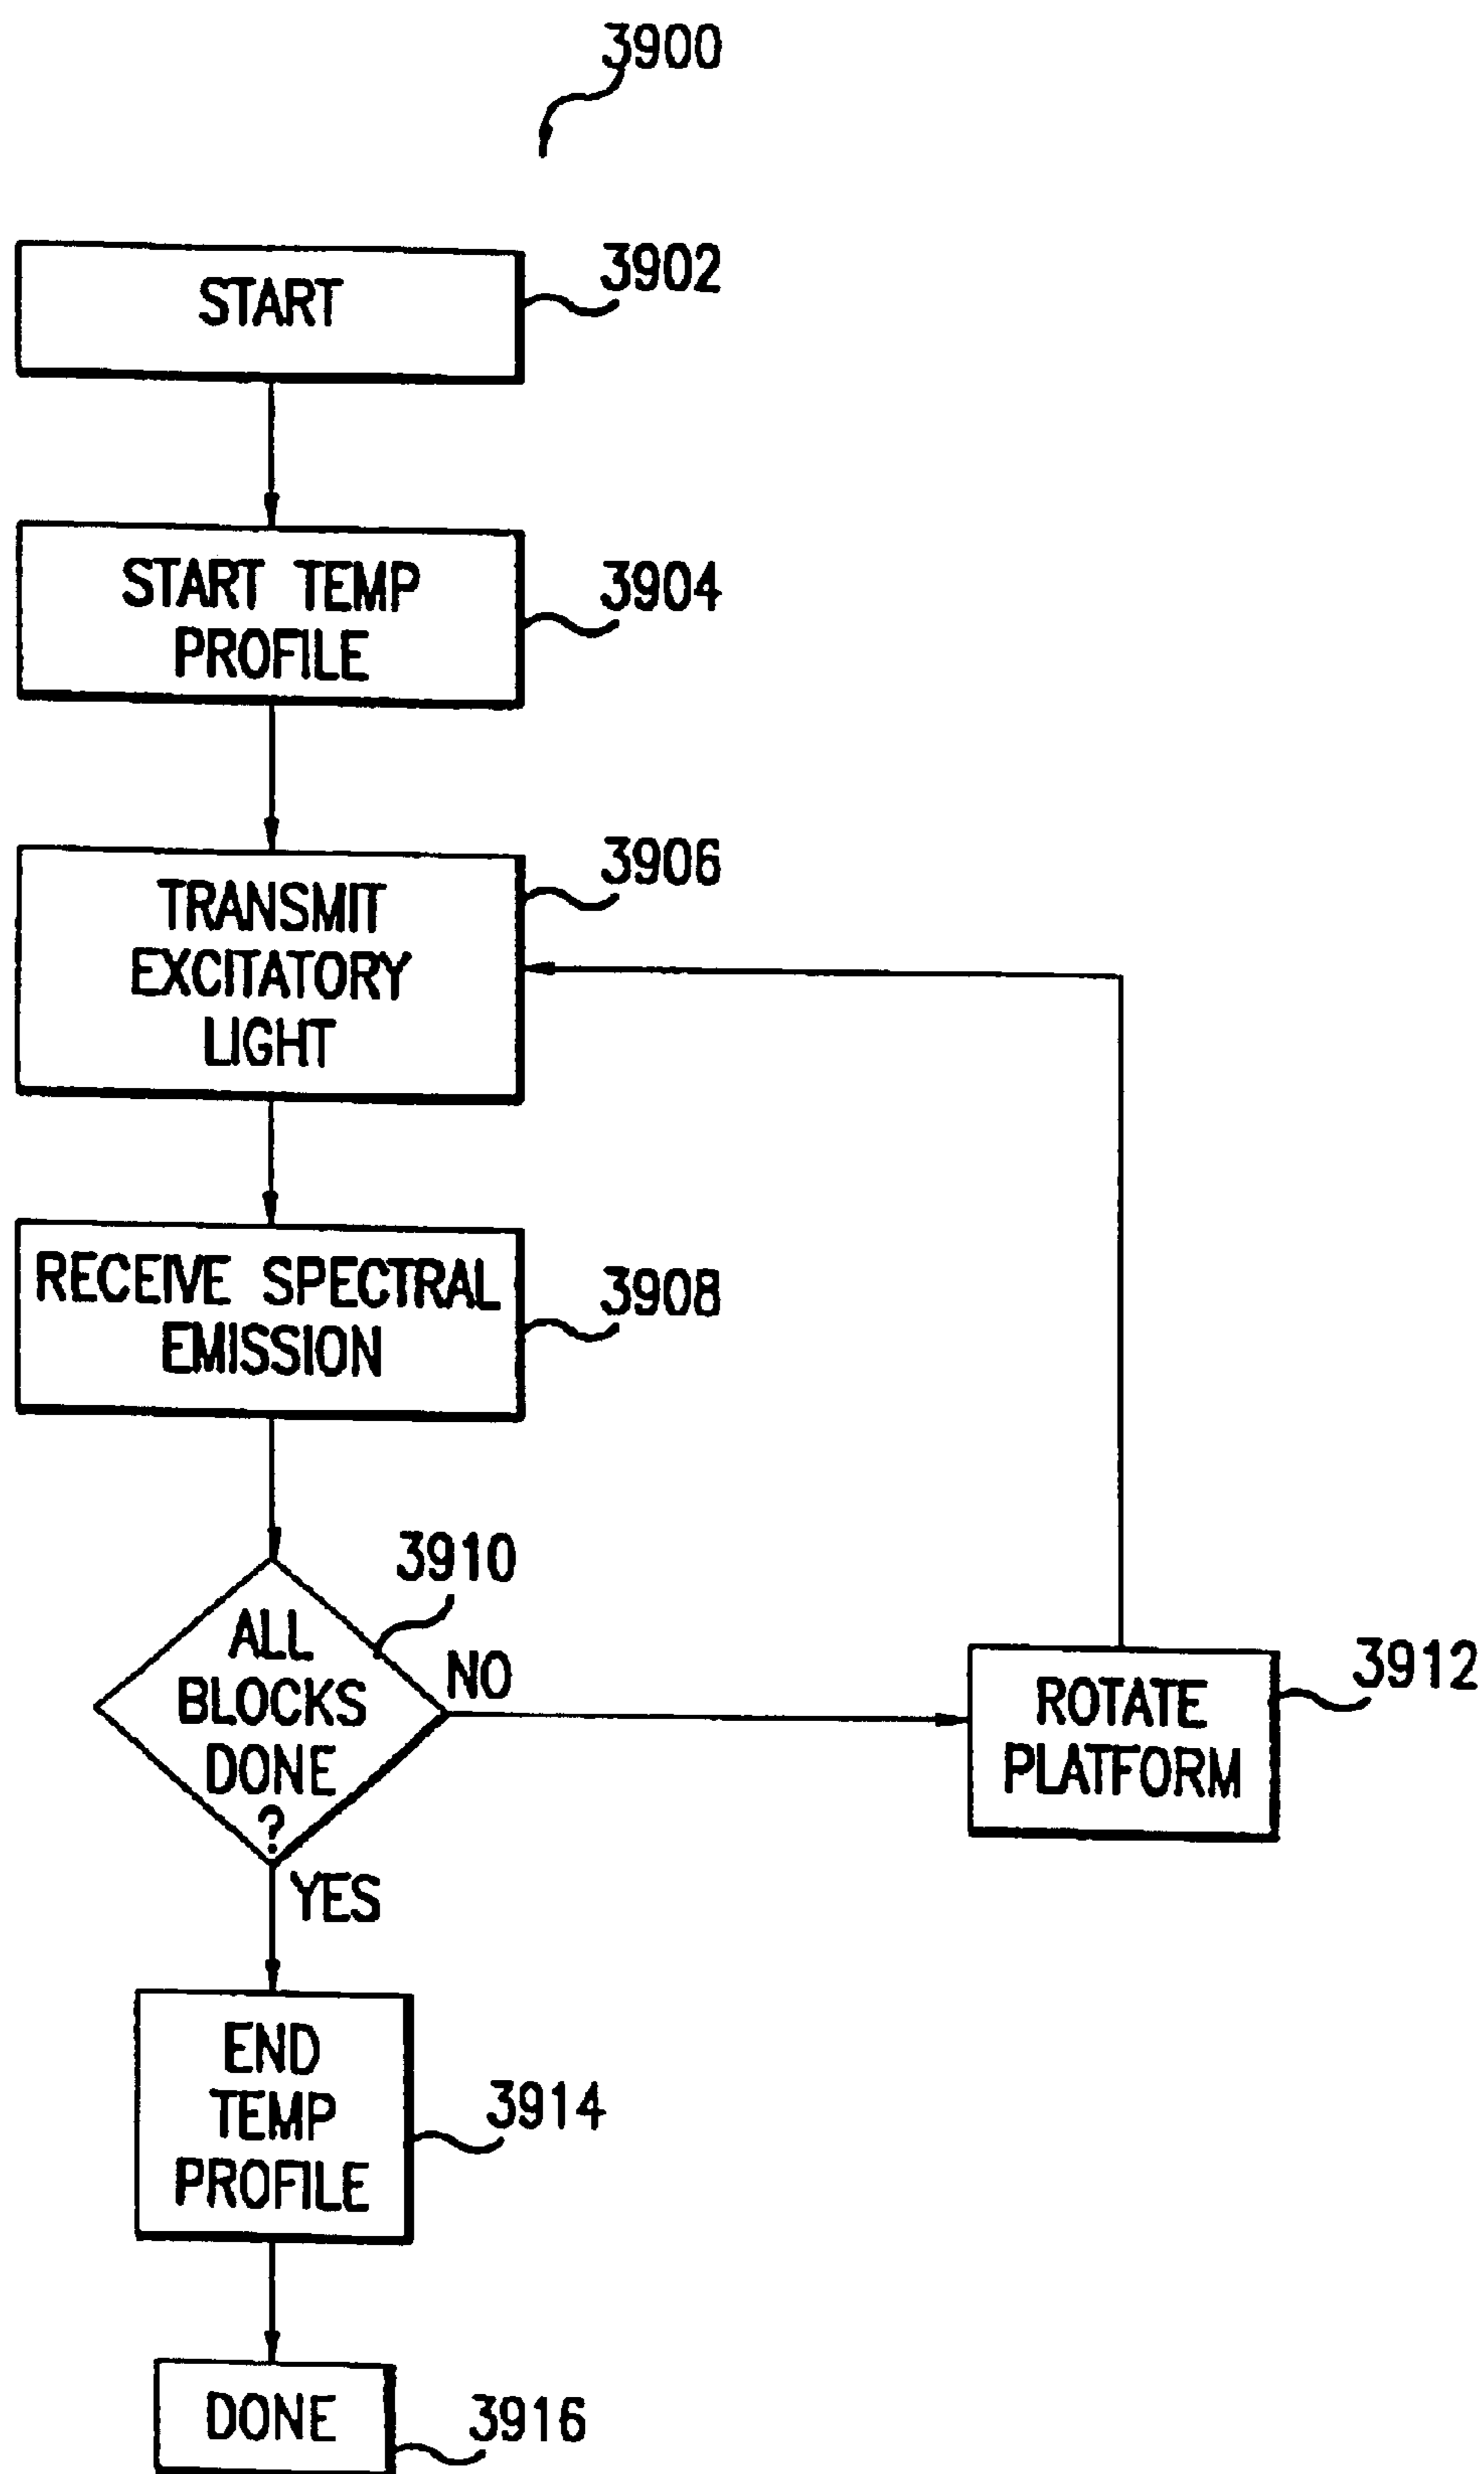 3900
START
3902
START TEMP
PROFILE
3904
TRANSMIT
EXCITATORY
LIGHT
3906
RECEIVE SPECTRAL
EMISSION
3908
3910
ALL
BLOCKS
DONE
?
NO
ROTATE
PLATFORM
3912
YES
END
TEMP
PROFILE
3914
DONE
3916